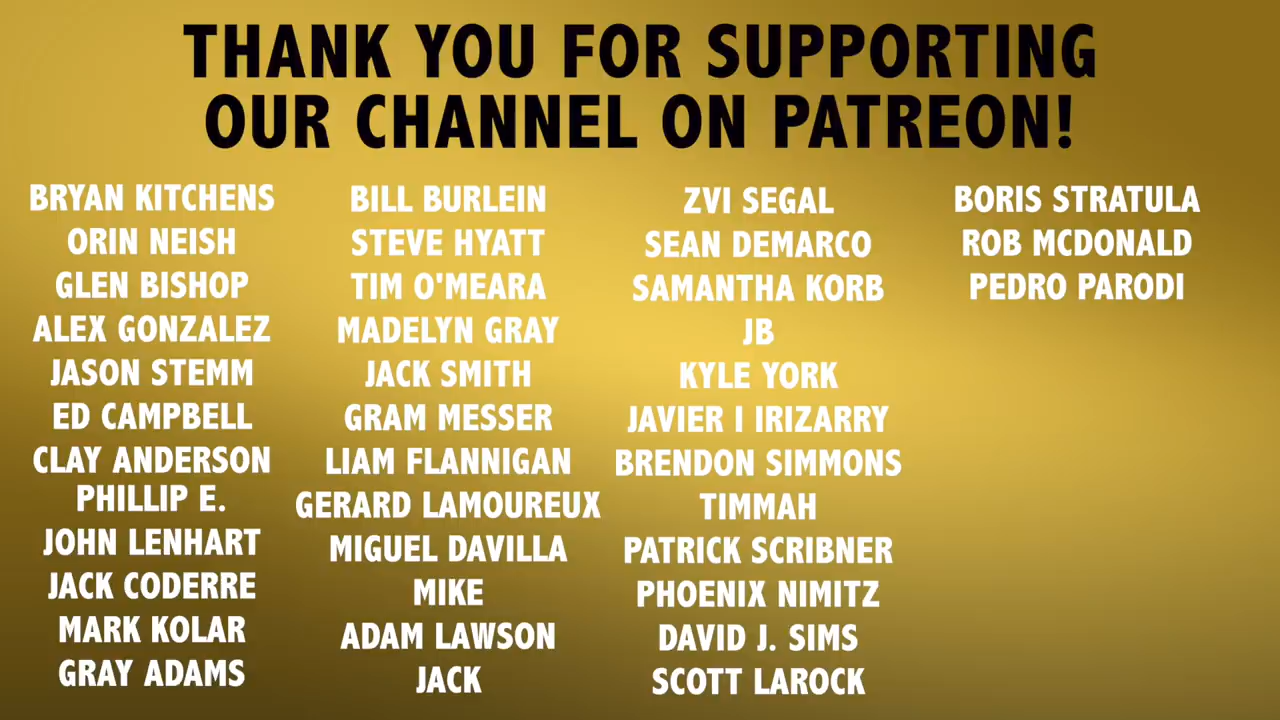 THANK YOU FOR SUPPORTING
OUR CHANNEL ON PATREON!
BRYAN KITCHENS
ORIN NEISH
GLEN BISHOP
ALEX GONZALEZ
JASON STEMM
ED CAMPBELL
CLAY ANDERSON
PHILLIP E.
JOHN LENHART
JACK CODERRE
MARK KOLAR
GRAY ADAMS
BILL BURLEIN
STEVE HYATT
TIM O'MEARA
MADELYN GRAY
JACK SMITH
GRAM MESSER
LIAM FLANNIGAN
GERARD LAMOUREUX
MIGUEL DAVILLA
MIKE
ADAM LAWSON
JACK
ZVI SEGAL
SEAN DEMARCO
SAMANTHA KORB
JB
KYLE YORK
JAVIER I IRIZARRY
BRENDON SIMMONS
TIMMAH
PATRICK SCRIBNER
PHOENIX NIMITZ
DAVID J. SIMS
SCOTT LAROCK
BORIS STRATULA
ROB MCDONALD
PEDRO PARODI